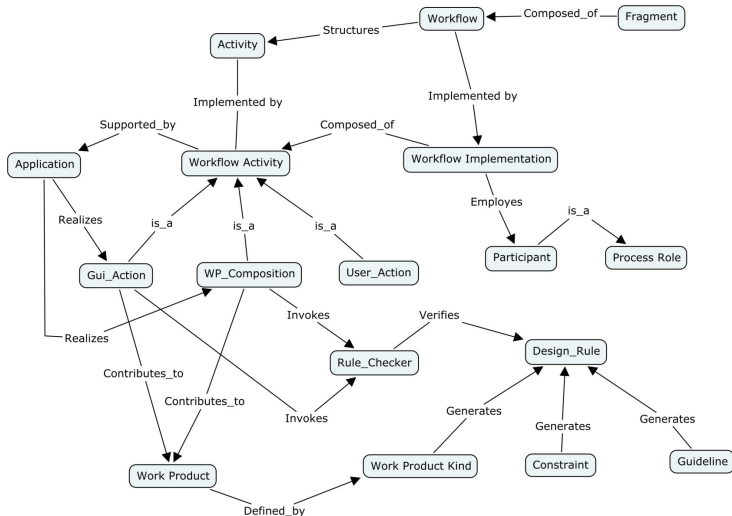 Workflow
Composed_of
Fragment
Structures
Activity
Implemented by
Implemented by
Supported_by
Composed_of
Application
Workflow Activity
Workflow Implementation
Employes
Realizes
is_a
is_a
is_a
is_a
Gui_Action
WP_Composition
User_Action
Participant
Process Role
Invokes
Verifies
Realizes
Rule_Checker
Design_Rule
Contributes_to
Contributes_to
Invokes
Generates
Generates
Generates
Work Product
Work Product Kind
Constraint
Guideline
Defined_by